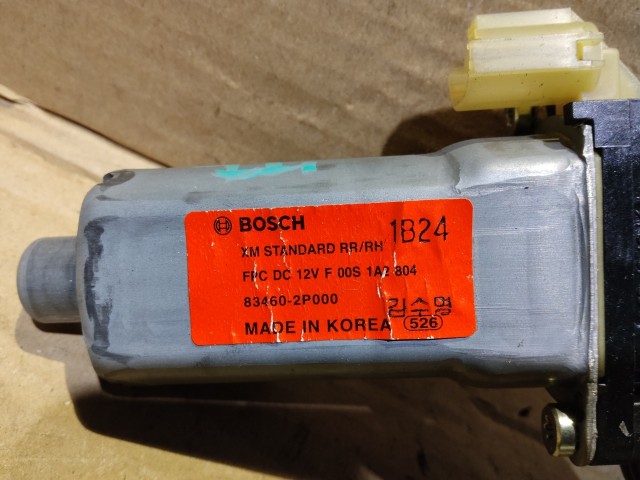 BOSCH 1B24
XM STANDARD RR/RH
FPC DC 12V F 00S 1A2 804
83460-2P000 김수열
MADE IN KOREA 526